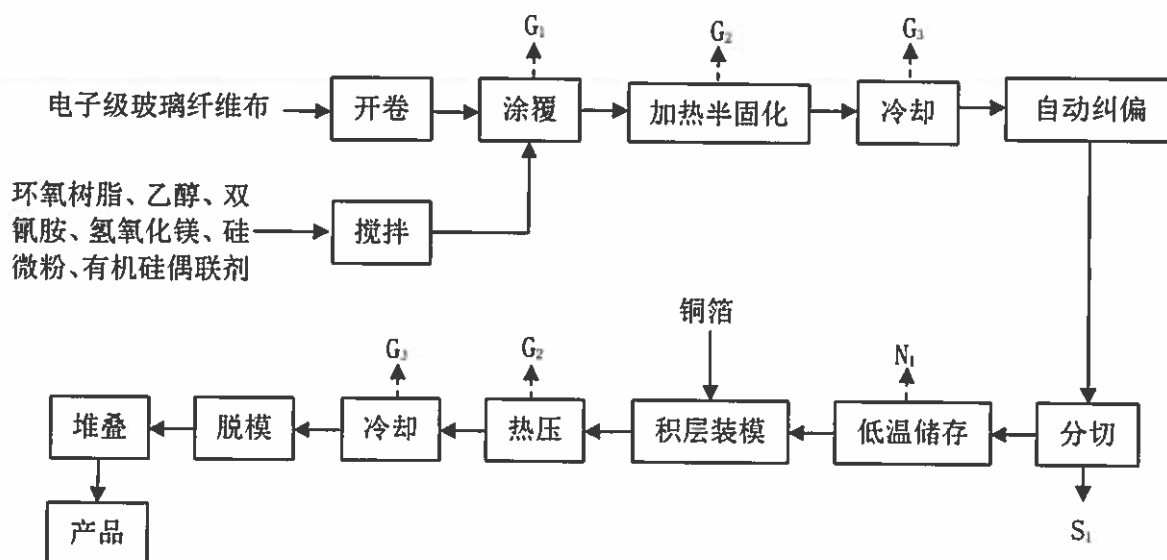 G₁
G₂
G₃
电子级玻璃纤维布
开卷
涂覆
加热半固化
冷却
自动纠偏
环氧树脂、乙醇、双
氰胺、氢氧化镁、硅
微粉、有机硅偶联剂
搅拌
铜箔
G₃
G₂
N₁
堆叠
脱模
冷却
热压
积层装模
低温储存
分切
产品
S₁